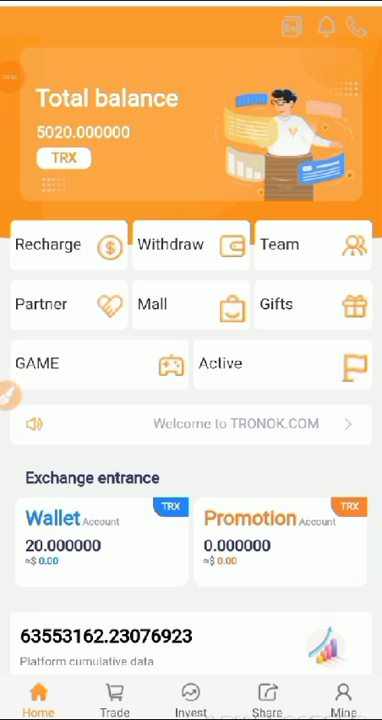 Total balance
5020.000000
TRX
Recharge
Withdraw
Team
Partner
Mall
Gifts
GAME
Active
Welcome to TRONOK.COM
Exchange entrance
Wallet Account
TRX
20.000000
≈$ 0.00
Promotion Account
TRX
0.000000
≈$ 0.00
63553162.23076923
Platform cumulative data
Home
Trade
Invest
Share
Mine